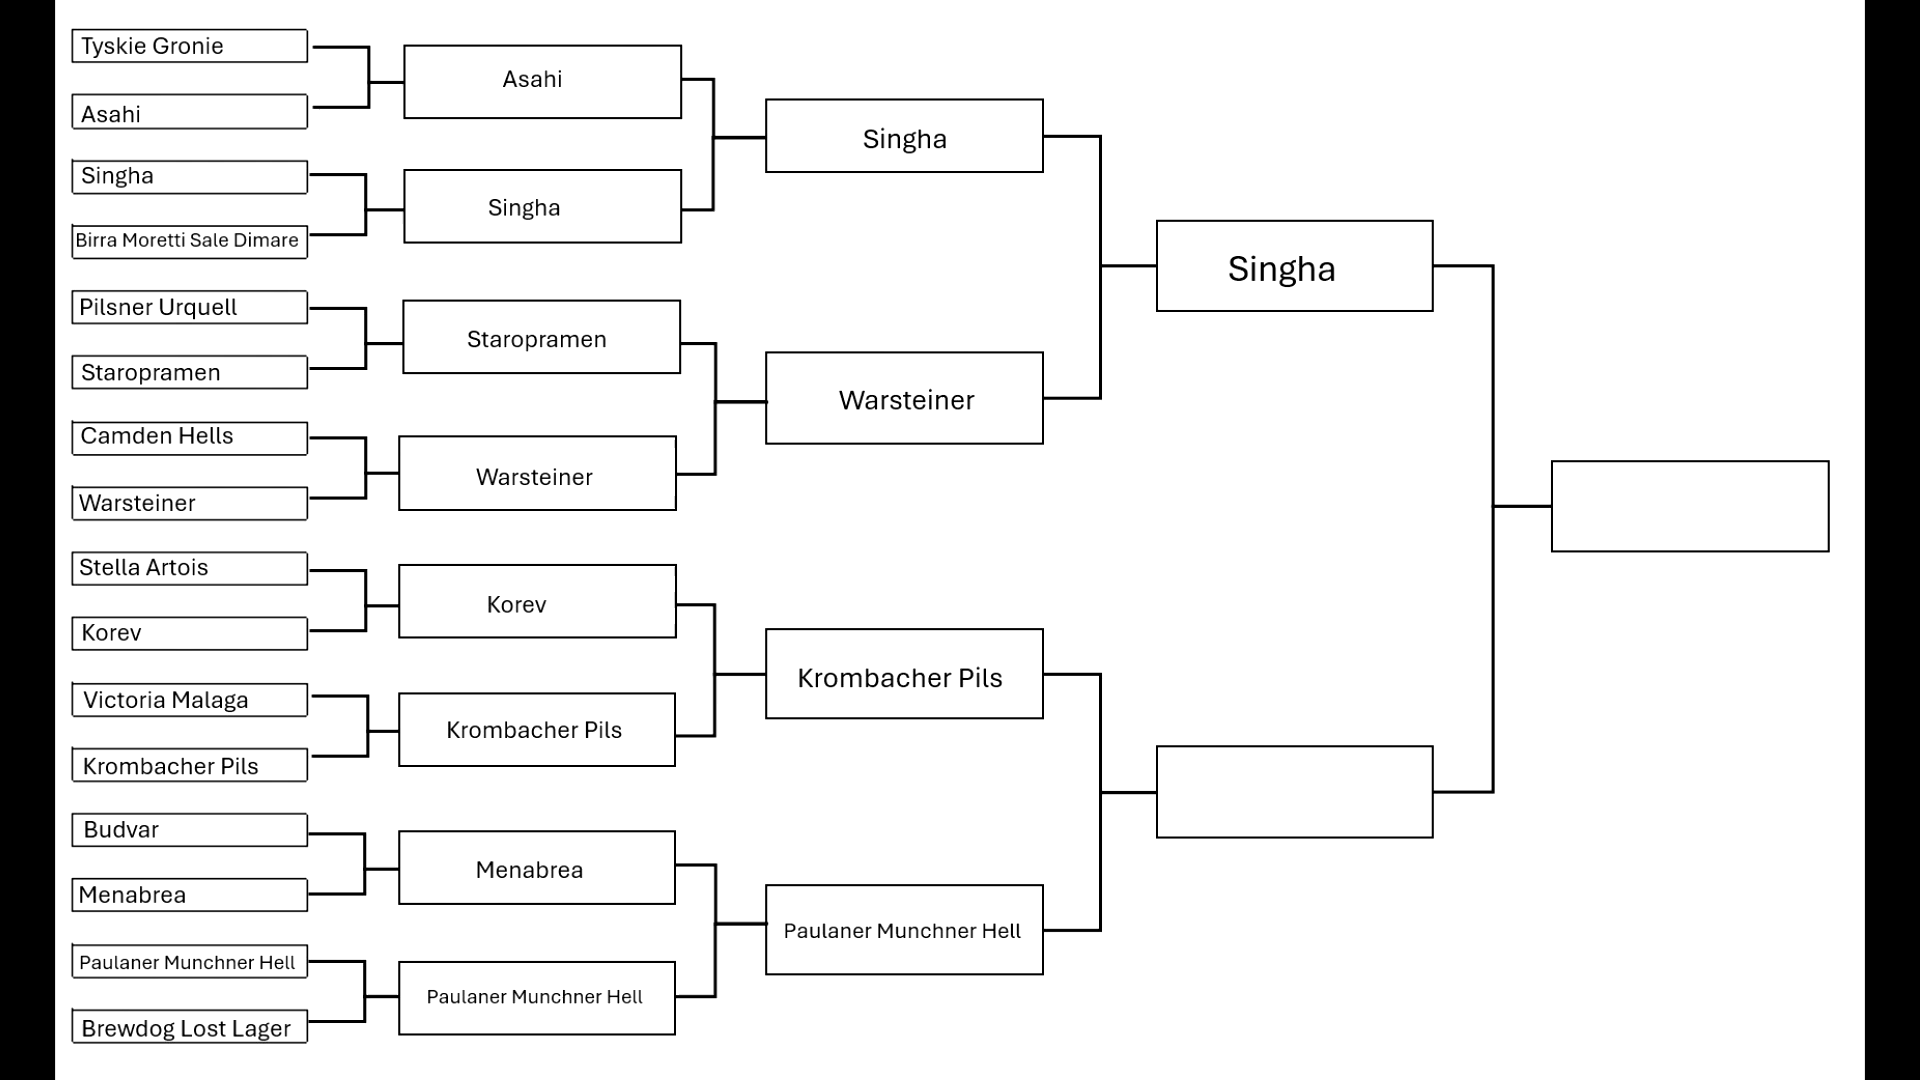 Tyskie Gronie
Asahi
Singha
Birra Moretti Sale Dimare
Pilsner Urquell
Staropramen
Camden Hells
Warsteiner
Stella Artois
Korev
Victoria Malaga
Krombacher Pils
Budvar
Menabrea
Paulaner Munchner Hell
Brewdog Lost Lager
Asahi
Singha
Staropramen
Warsteiner
Korev
Krombacher Pils
Menabrea
Paulaner Munchner Hell
Singha
Warsteiner
Krombacher Pils
Paulaner Munchner Hell
Singha